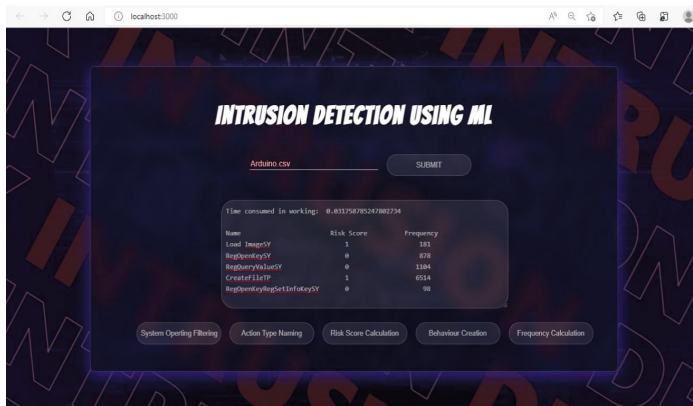 localhost:3000
INTRUSION DETECTION USING ML
Arduino.csv SUBMIT
Time consumed in working: 0.031758785247802734
Name Risk Score Frequency
Load ImageSY 1 181
RegOpenKeySY 0 878
RegQueryValueSY 0 1104
CreateFileTP 1 6514
RegOpenKeyRegSetInfoKeySY 0 98
System Operting Filtering Action Type Naming Risk Score Calculation Behaviour Creation Frequency Calculation